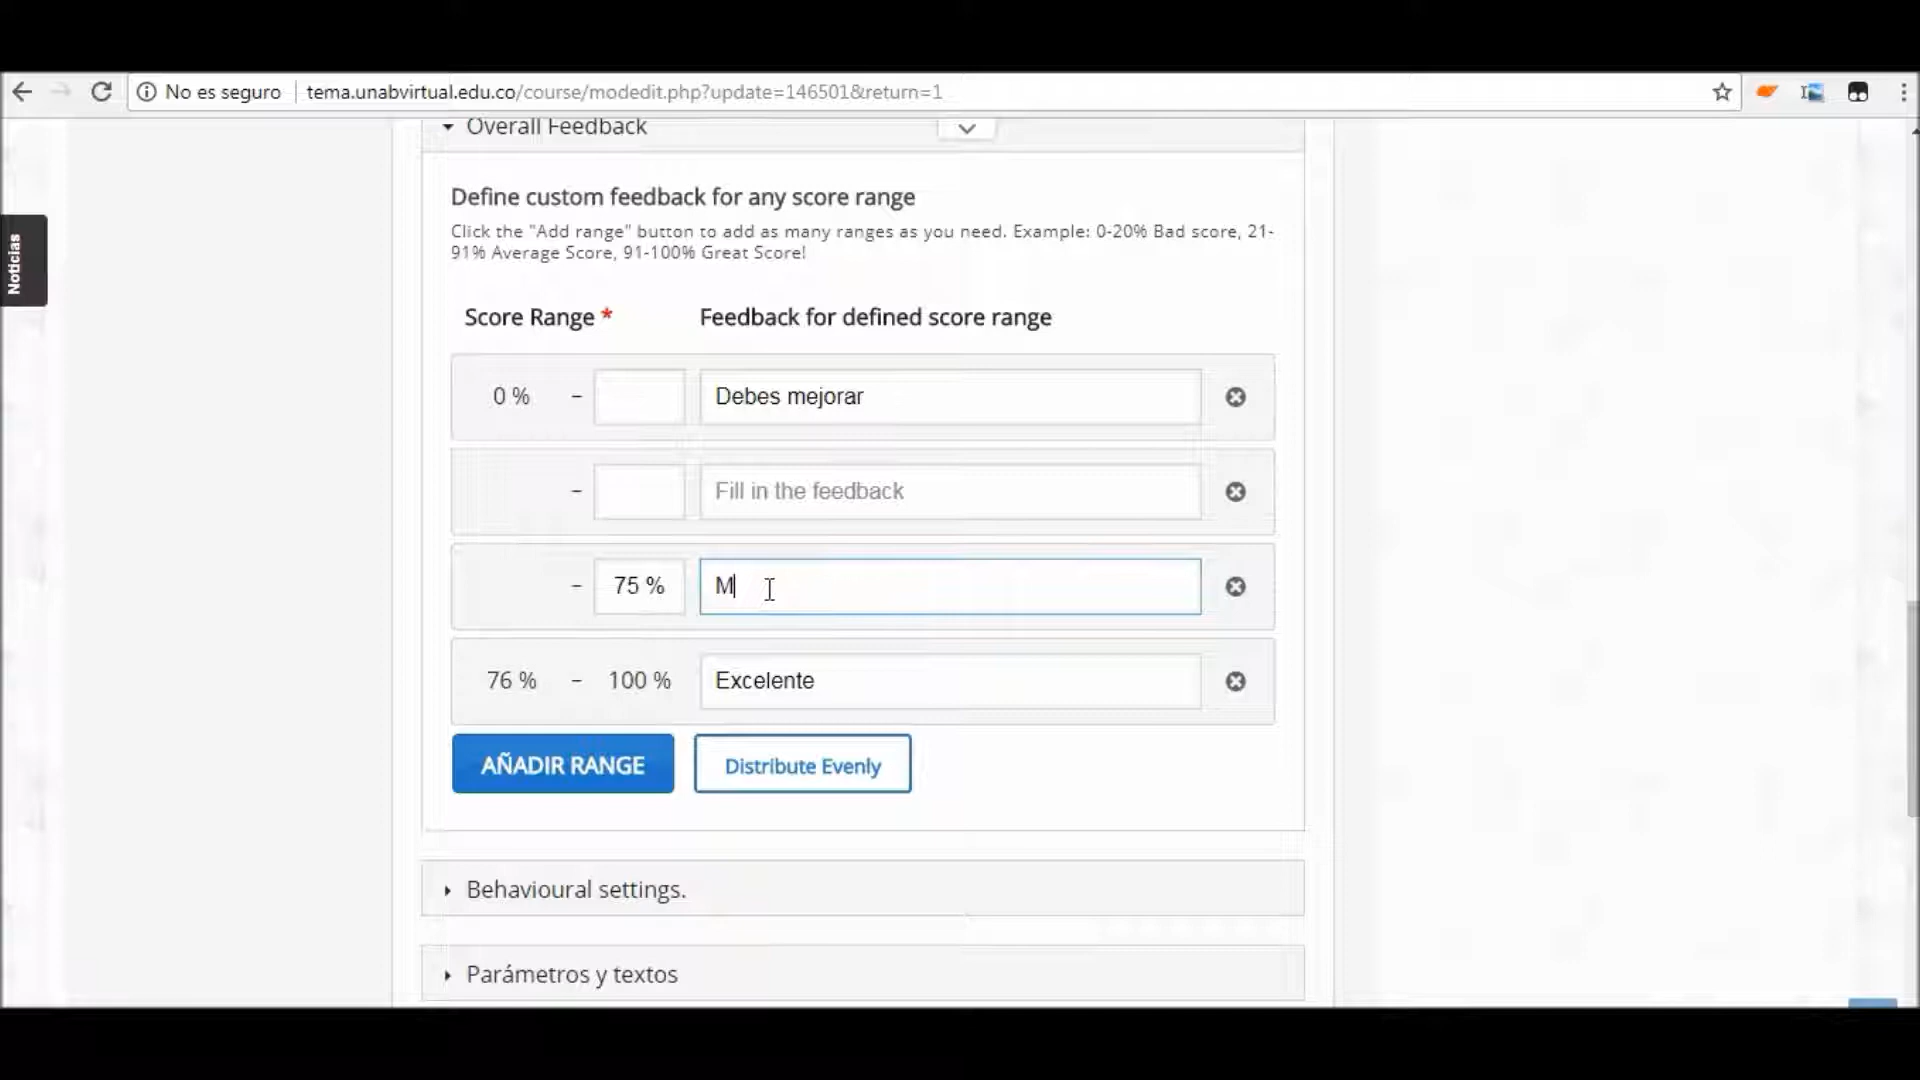 No es seguro
tema.unabvirtual.edu.co/course/modedit.php?update=146501&return=1
Overall Feedback
Noticias
Define custom feedback for any score range
Click the "Add range" button to add as many ranges as you need. Example: 0-20% Bad score, 21-
91% Average Score, 91-100% Great Score!
Score Range * Feedback for defined score range
0 % – Debes mejorar
– Fill in the feedback
– 75 % M
76 % – 100 % Excelente
AÑADIR RANGE Distribute Evenly
Behavioural settings.
Parámetros y textos